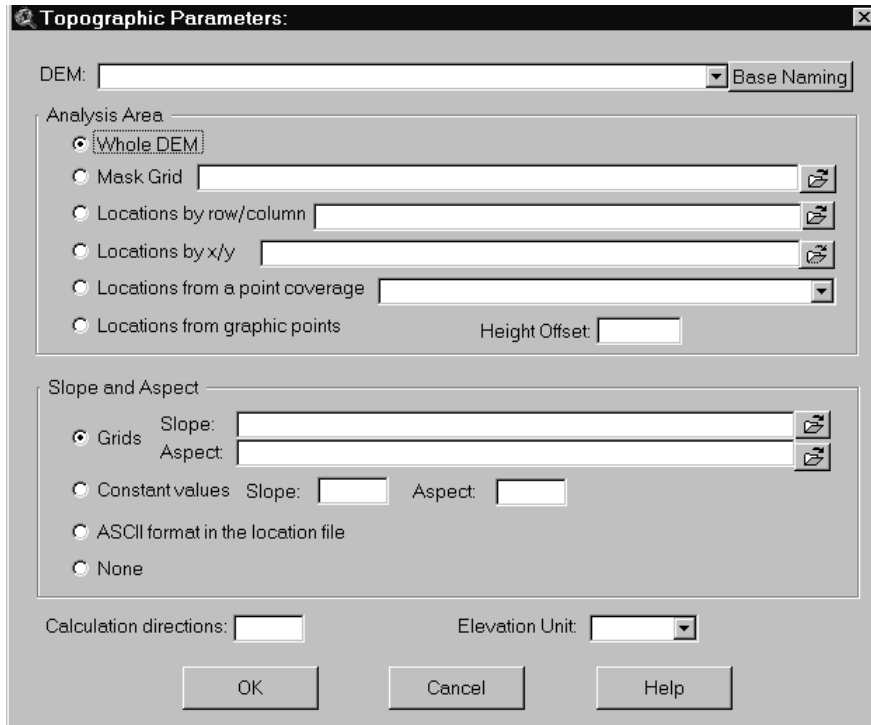 Topographic Parameters:
DEM: Base Naming
Analysis Area
Whole DEM
Mask Grid
Locations by row/column
Locations by x/y
Locations from a point coverage
Locations from graphic points Height Offset:
Slope and Aspect
Grids Slope:
Aspect:
Constant values Slope: Aspect:
ASCII format in the location file
None
Calculation directions: Elevation Unit:
OK Cancel Help